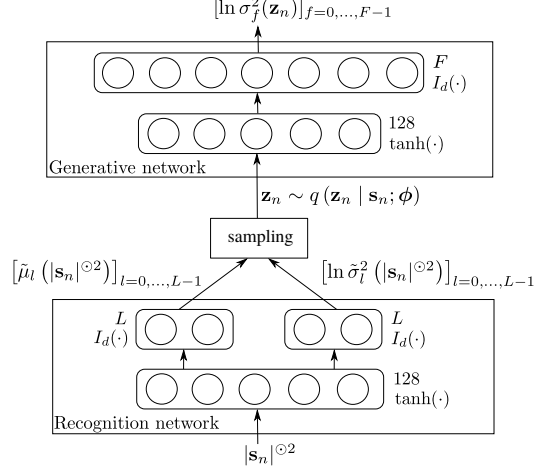 [ln σ²_f(z_n)]_{f=0,...,F−1}
F
I_d(·)
128
tanh(·)
Generative network
z_n ∼ q (z_n | s_n; ϕ)
sampling
[μ̃_l (|s_n|^{⊙2})]_{l=0,...,L−1}
[ln σ̃²_l (|s_n|^{⊙2})]_{l=0,...,L−1}
L
I_d(·)
L
I_d(·)
128
tanh(·)
Recognition network
|s_n|^{⊙2}